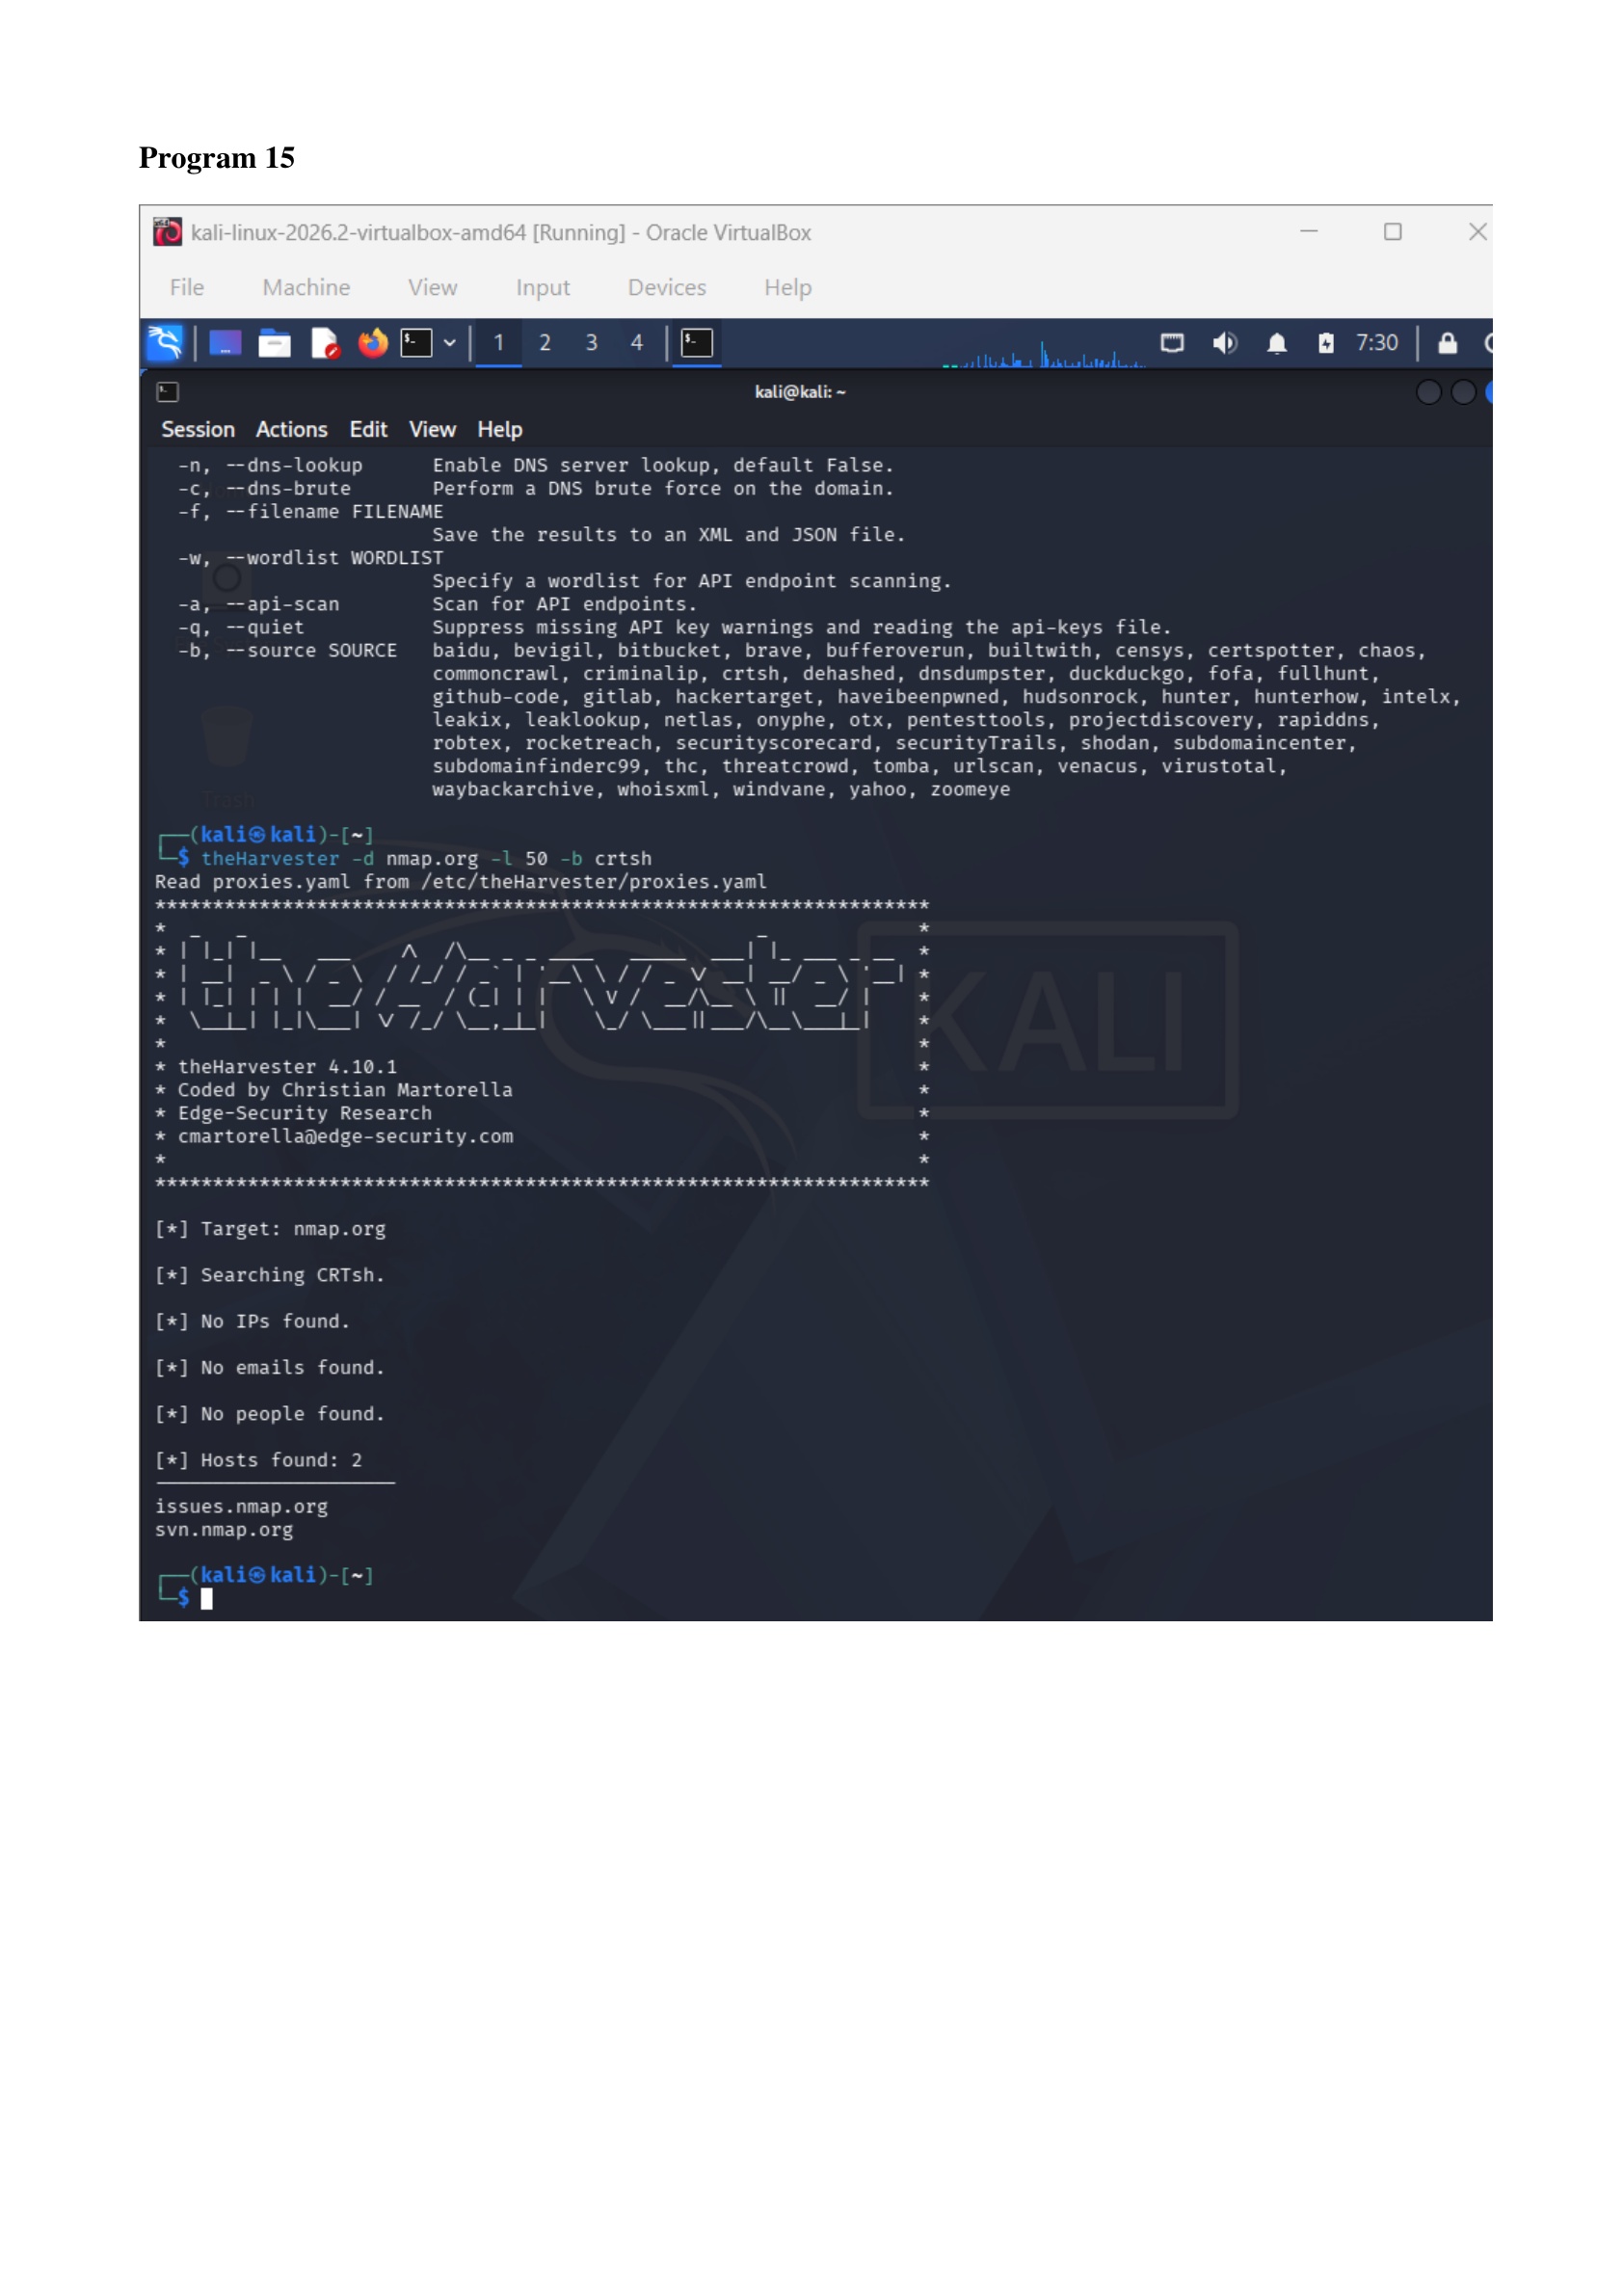 Program 15
kali-linux-2026.2-virtualbox-amd64 [Running] - Oracle VirtualBox
File Machine View Input Devices Help
1 2 3 4 7:30
kali@kali: ~
Session Actions Edit View Help
-n, --dns-lookup Enable DNS server lookup, default False.
-c, --dns-brute Perform a DNS brute force on the domain.
-f, --filename FILENAME
Save the results to an XML and JSON file.
-w, --wordlist WORDLIST
Specify a wordlist for API endpoint scanning.
-a, --api-scan Scan for API endpoints.
-q, --quiet Suppress missing API key warnings and reading the api-keys file.
-b, --source SOURCE baidu, bevigil, bitbucket, brave, bufferoverun, builtwith, censys, certspotter, chaos,
commoncrawl, criminalip, crtsh, dehashed, dnsdumpster, duckduckgo, fofa, fullhunt,
github-code, gitlab, hackertarget, haveibeenpwned, hudsonrock, hunter, hunterhow, intelx,
leakix, leaklookup, netlas, onyphe, otx, pentesttools, projectdiscovery, rapiddns,
robtex, rocketreach, securityscorecard, securityTrails, shodan, subdomaincenter,
subdomainfinderc99, thc, threatcrowd, tomba, urlscan, venacus, virustotal,
waybackarchive, whoisxml, windvane, yahoo, zoomeye
Trash
┌──(kali㉿kali)-[~]
└─$ theHarvester -d nmap.org -l 50 -b crtsh
Read proxies.yaml from /etc/theHarvester/proxies.yaml
*******************************************************************
theHarvester
KALI
* theHarvester 4.10.1 *
* Coded by Christian Martorella *
* Edge-Security Research *
* cmartorella@edge-security.com *
* *
*******************************************************************
[*] Target: nmap.org
[*] Searching CRTsh.
[*] No IPs found.
[*] No emails found.
[*] No people found.
[*] Hosts found: 2
---------------------
issues.nmap.org
svn.nmap.org
┌──(kali㉿kali)-[~]
└─$